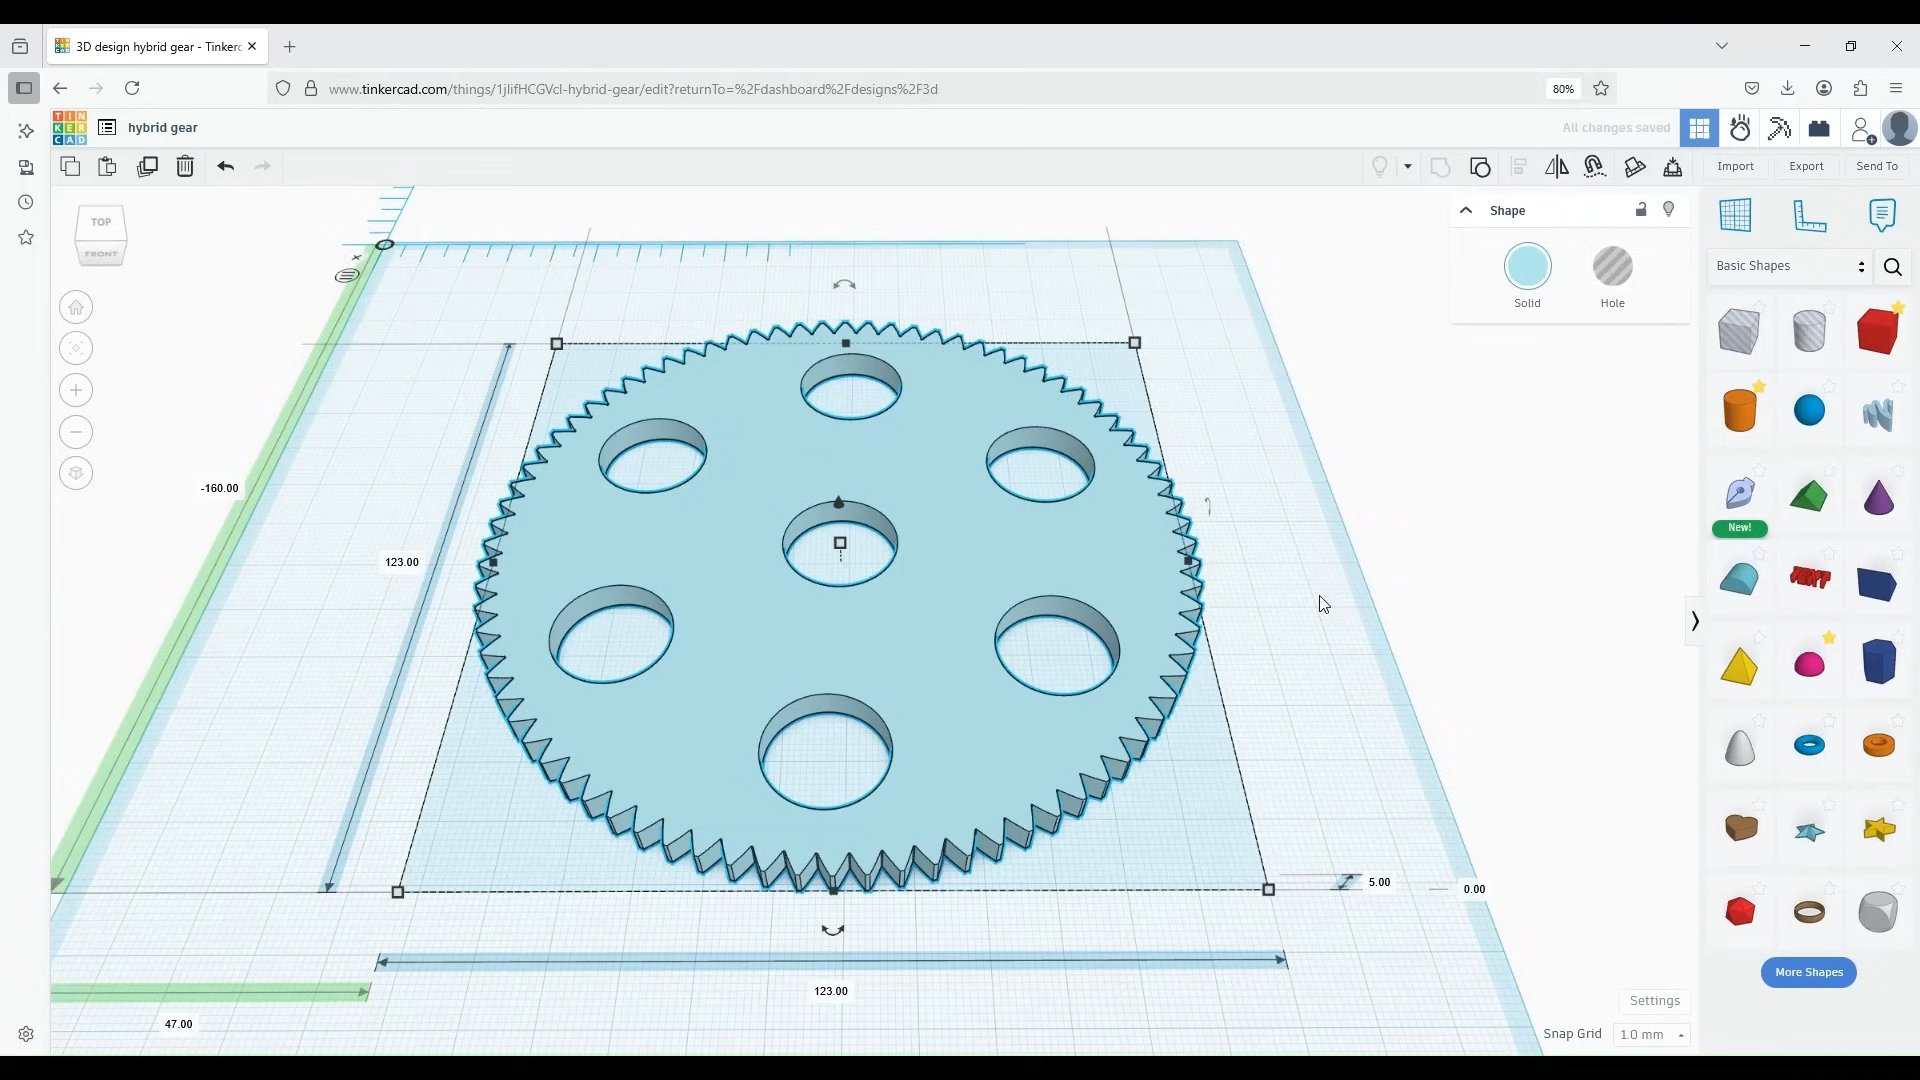 3D design hybrid gear - Tinkerc
www.tinkercad.com/things/1jlifHCGVcl-hybrid-gear/edit?returnTo=%2Fdashboard%2Fdesigns%2F3d
80%
TIN
KER
CAD
hybrid gear
All changes saved
Import
Export
Send To
TOP
FRONT
Shape
Solid
Hole
Basic Shapes
New!
TEXT
-160.00
123.00
5.00
0.00
123.00
47.00
More Shapes
Settings
Snap Grid
1.0 mm